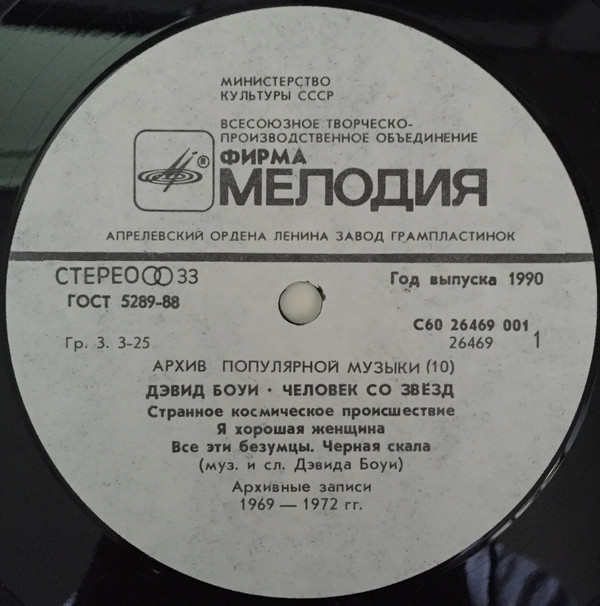 МИНИСТЕРСТВО
КУЛЬТУРЫ СССР
ВСЕСОЮЗНОЕ ТВОРЧЕСКО-
ПРОИЗВОДСТВЕННОЕ ОБЪЕДИНЕНИЕ
®
ФИРМА
МЕЛОДИЯ
АПРЕЛЕВСКИЙ ОРДЕНА ЛЕНИНА ЗАВОД ГРАМПЛАСТИНОК
СТЕРЕО 33
Год выпуска 1990
ГОСТ 5289-88
С60 26469 001
Гр. 3. 3-25
26469 1
АРХИВ ПОПУЛЯРНОЙ МУЗЫКИ (10)
ДЭВИД БОУИ • ЧЕЛОВЕК СО ЗВЁЗД
Странное космическое происшествие
Я хорошая женщина
Все эти безумцы. Черная скала
(муз. и сл. Дэвида Боуи)
Архивные записи
1969 — 1972 гг.